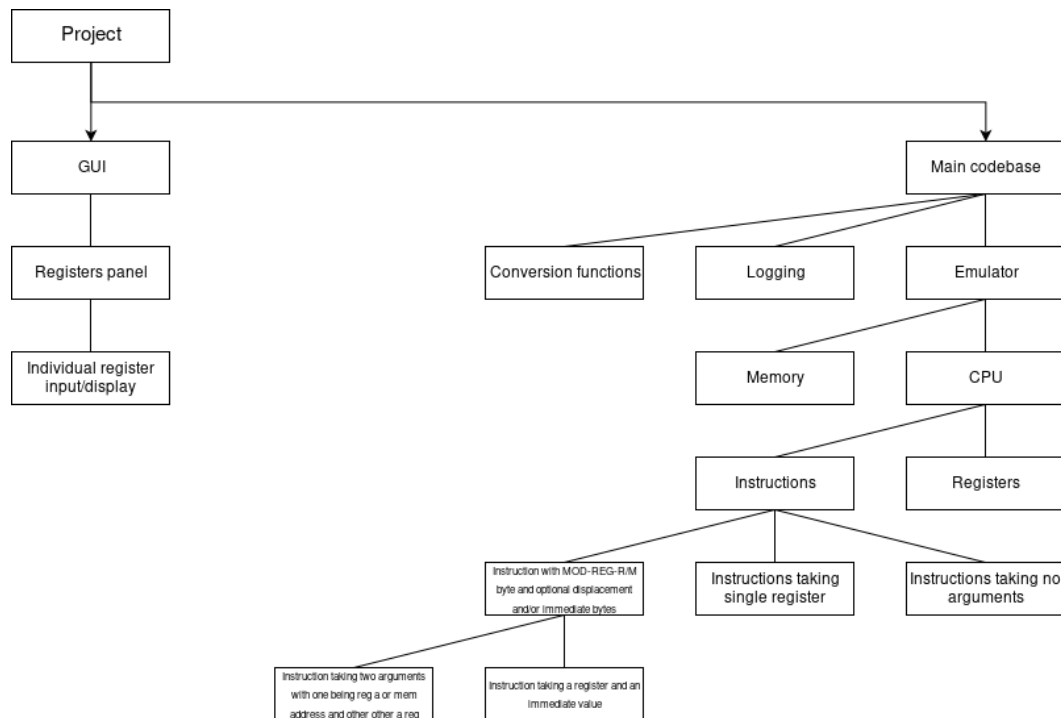 Project
GUI
Main codebase
Registers panel
Conversion functions
Logging
Emulator
Individual register
input/display
Memory
CPU
Instructions
Registers
Instruction with MOD-REG-R/M
byte and optional displacement
and/or immediate bytes
Instructions taking
single register
Instructions taking no
arguments
Instruction taking two arguments
with one being reg a or mem
address and other other a reg
Instruction taking a register and an
immediate value